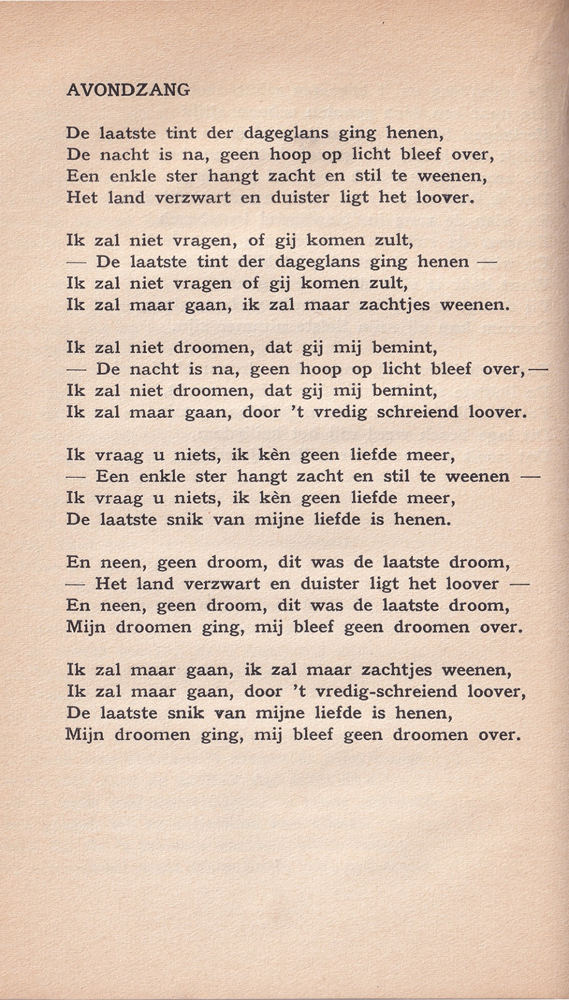 AVONDZANG
De laatste tint der dageglans ging henen,
De nacht is na, geen hoop op licht bleef over,
Een enkle ster hangt zacht en stil te weenen,
Het land verzwart en duister ligt het loover.
Ik zal niet vragen, of gij komen zult,
— De laatste tint der dageglans ging henen —
Ik zal niet vragen of gij komen zult,
Ik zal maar gaan, ik zal maar zachtjes weenen.
Ik zal niet droomen, dat gij mij bemint,
— De nacht is na, geen hoop op licht bleef over,—
Ik zal niet droomen, dat gij mij bemint,
Ik zal maar gaan, door 't vredig schreiend loover.
Ik vraag u niets, ik kèn geen liefde meer,
— Een enkle ster hangt zacht en stil te weenen —
Ik vraag u niets, ik kèn geen liefde meer,
De laatste snik van mijne liefde is henen.
En neen, geen droom, dit was de laatste droom,
— Het land verzwart en duister ligt het loover —
En neen, geen droom, dit was de laatste droom,
Mijn droomen ging, mij bleef geen droomen over.
Ik zal maar gaan, ik zal maar zachtjes weenen,
Ik zal maar gaan, door 't vredig-schreiend loover,
De laatste snik van mijne liefde is henen,
Mijn droomen ging, mij bleef geen droomen over.